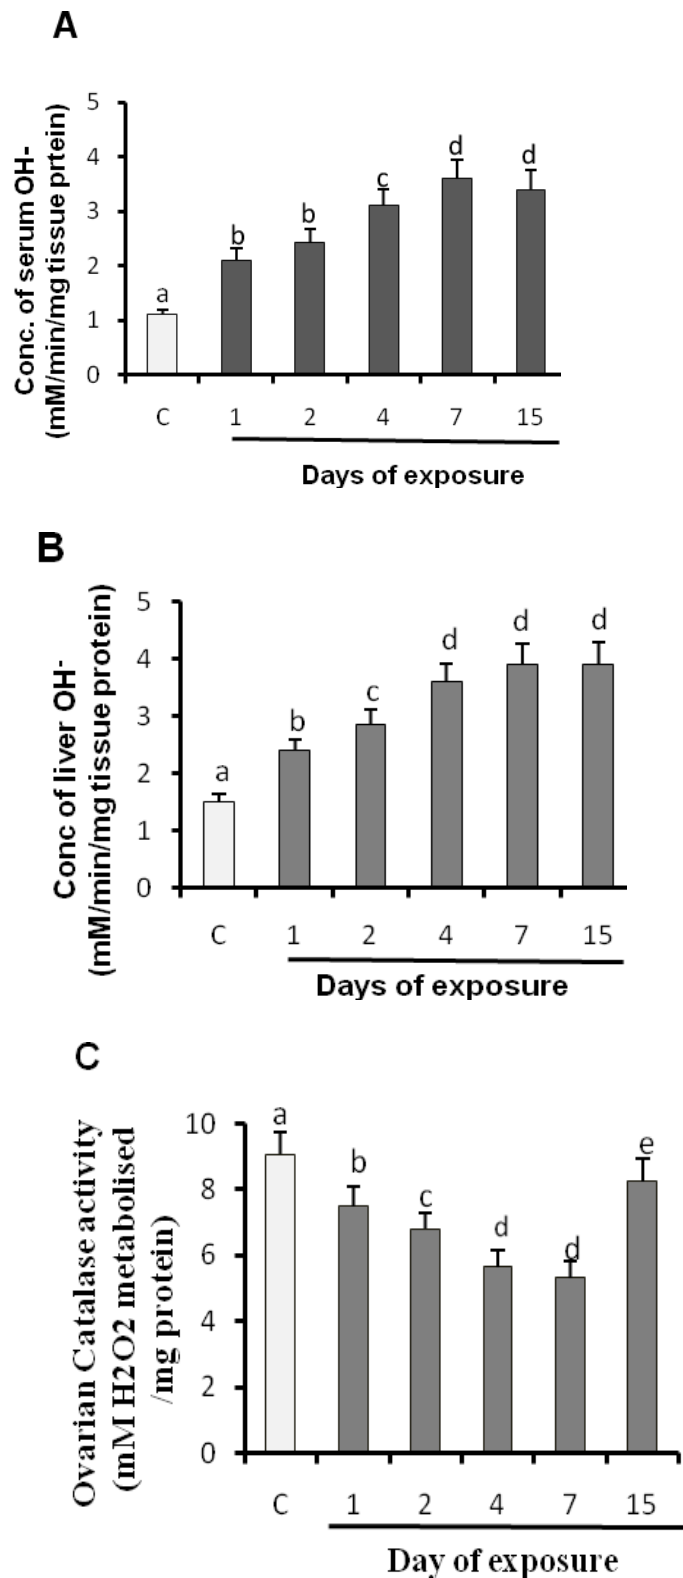 A
Conc. of serum OH-
(mM/min/mg tissue prtein)
5
4
3
2
1
0
a
b
b
c
d
d
C 1 2 4 7 15
Days of exposure
B
Conc of liver OH-
(mM/min/mg tissue protein)
5
4
3
2
1
0
a
b
c
d
d
d
C 1 2 4 7 15
Days of exposure
C
Ovarian Catalase activity
(mM H2O2 metabolised
/mg protein)
10
8
6
4
2
0
a
b
c
d
d
e
C 1 2 4 7 15
Day of exposure